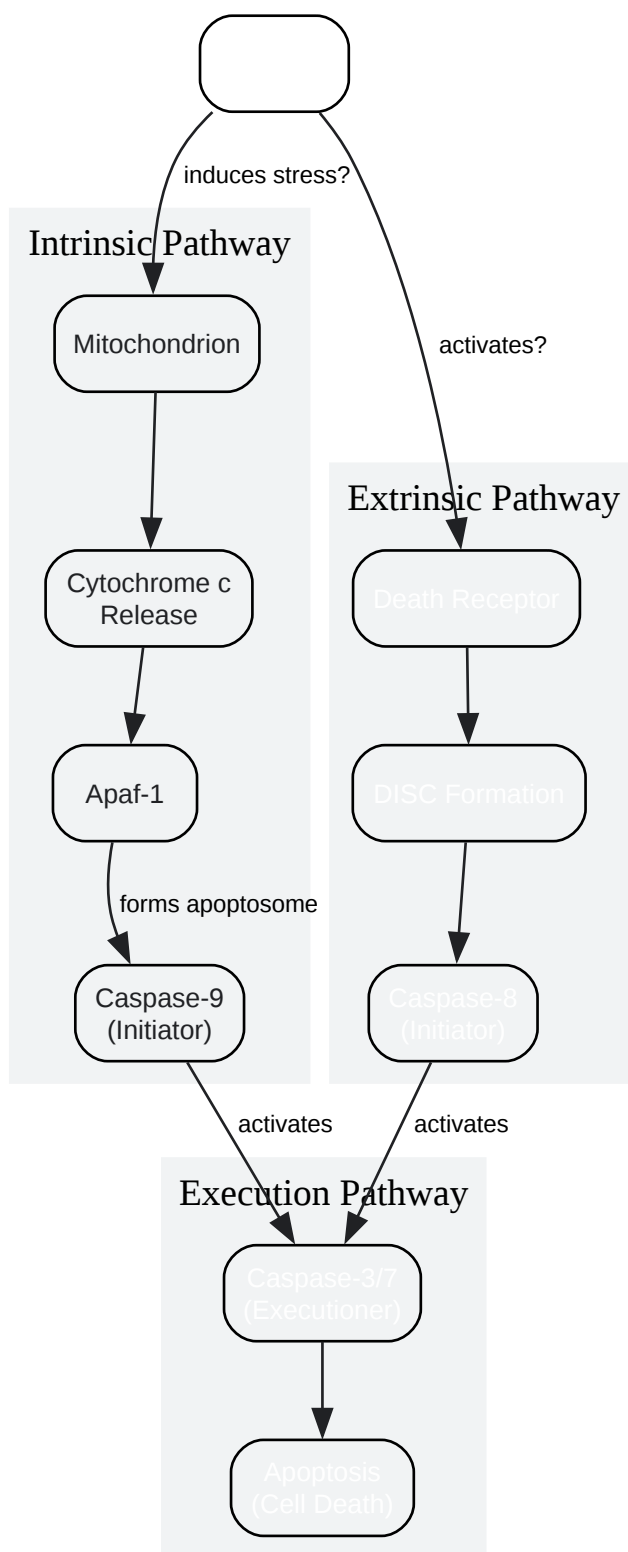 induces stress?
Intrinsic Pathway
Mitochondrion
activates?
Extrinsic Pathway
Cytochrome c
Release
Death Receptor
Apaf-1
DISC Formation
forms apoptosome
Caspase-9
(Initiator)
Caspase-8
(Initiator)
activates
activates
Execution Pathway
Caspase-3/7
(Executioner)
Apoptosis
(Cell Death)